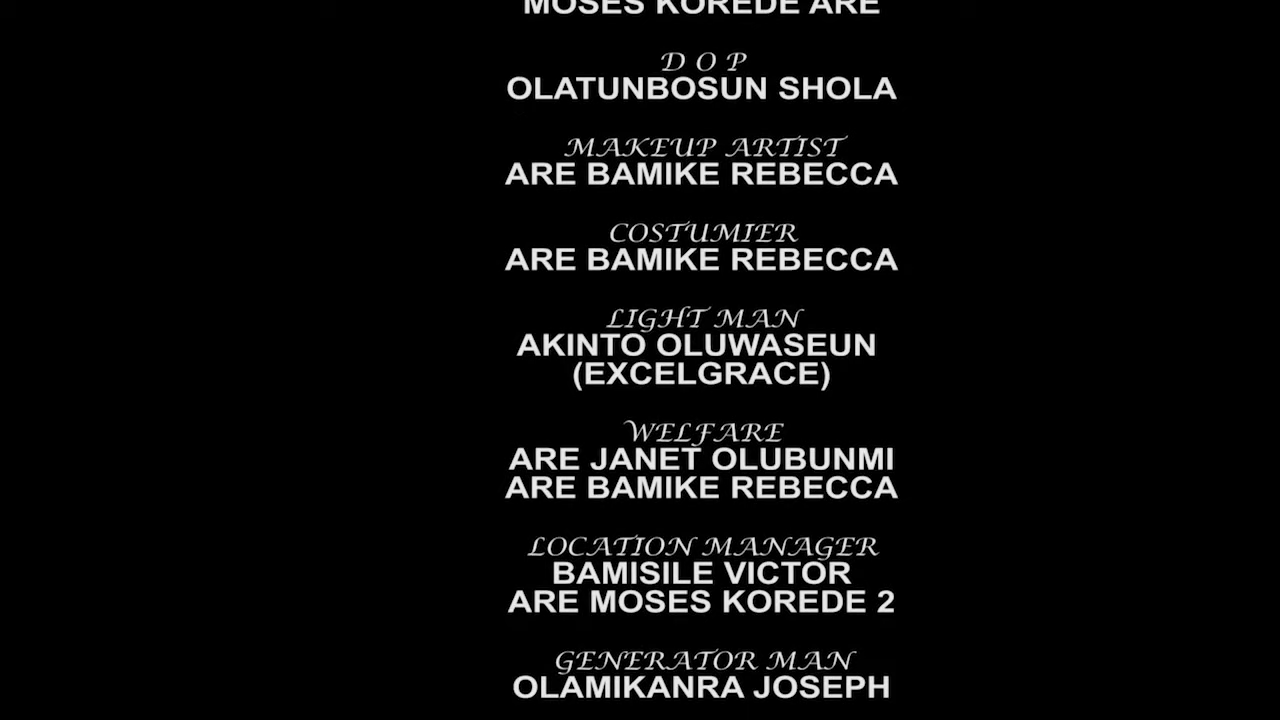 MOSES KOREDE ARE
D O P
OLATUNBOSUN SHOLA
MAKEUP ARTIST
ARE BAMIKE REBECCA
COSTUMIER
ARE BAMIKE REBECCA
LIGHT MAN
AKINTO OLUWASEUN
(EXCELGRACE)
WELFARE
ARE JANET OLUBUNMI
ARE BAMIKE REBECCA
LOCATION MANAGER
BAMISILE VICTOR
ARE MOSES KOREDE 2
GENERATOR MAN
OLAMIKANRA JOSEPH